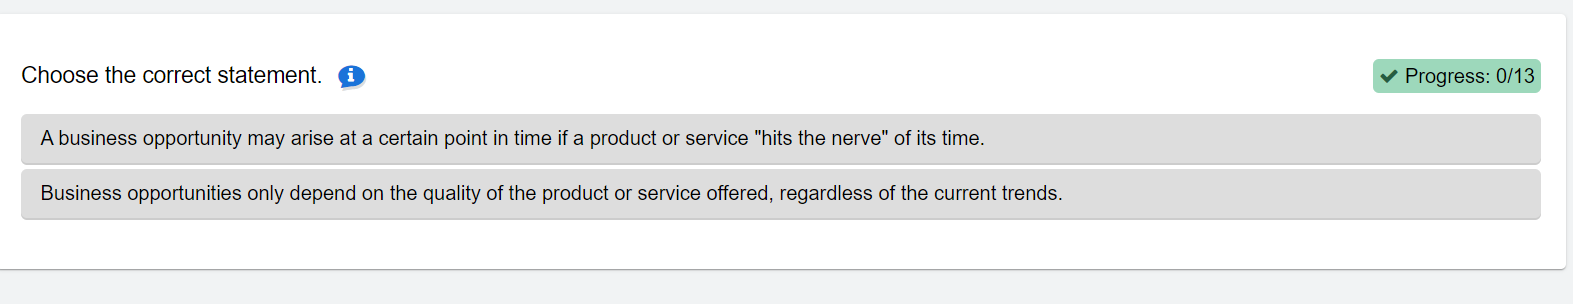 Choose the correct statement.
Progress: 0/13
A business opportunity may arise at a certain point in time if a product or service "hits the nerve" of its time.
Business opportunities only depend on the quality of the product or service offered, regardless of the current trends.